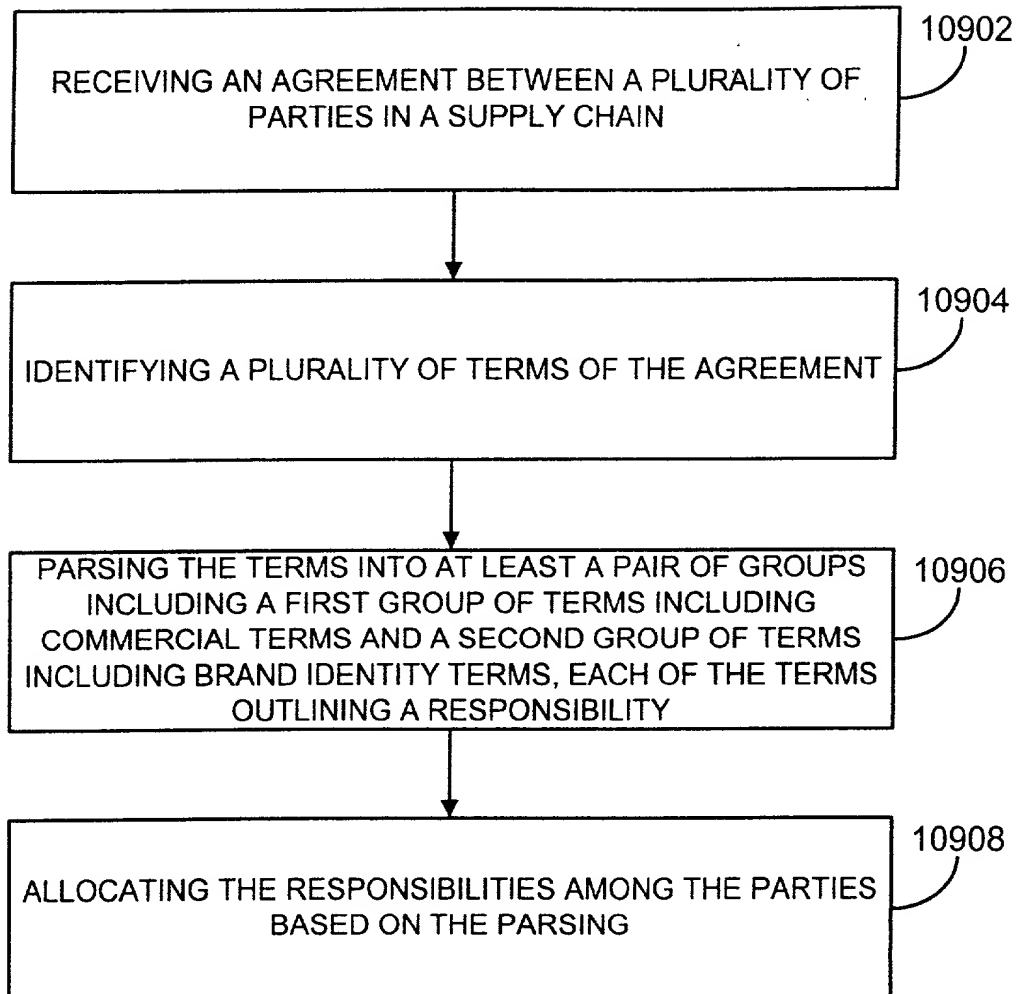 10902
RECEIVING AN AGREEMENT BETWEEN A PLURALITY OF
PARTIES IN A SUPPLY CHAIN
10904
IDENTIFYING A PLURALITY OF TERMS OF THE AGREEMENT
10906
PARSING THE TERMS INTO AT LEAST A PAIR OF GROUPS
INCLUDING A FIRST GROUP OF TERMS INCLUDING
COMMERCIAL TERMS AND A SECOND GROUP OF TERMS
INCLUDING BRAND IDENTITY TERMS, EACH OF THE TERMS
OUTLINING A RESPONSIBILITY
10908
ALLOCATING THE RESPONSIBILITIES AMONG THE PARTIES
BASED ON THE PARSING